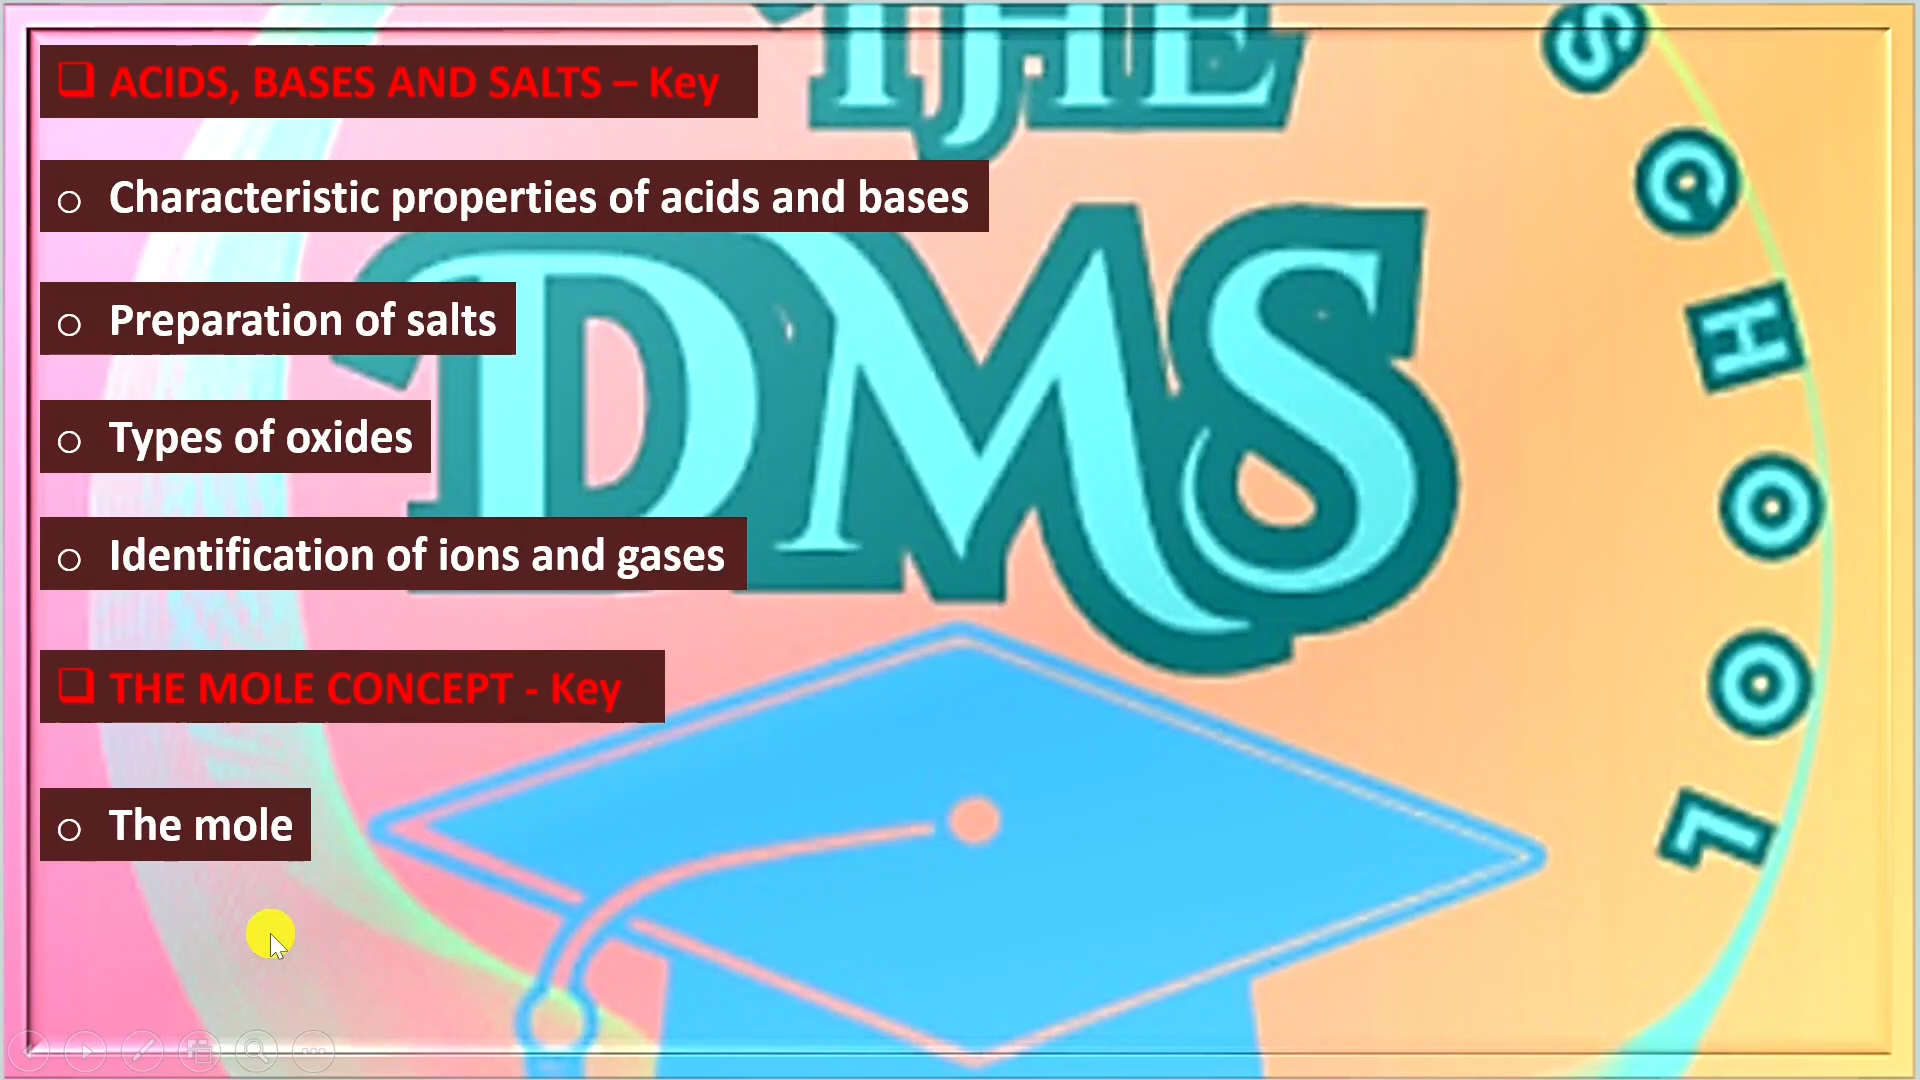 ❑ ACIDS, BASES AND SALTS – Key
o Characteristic properties of acids and bases
o Preparation of salts
o Types of oxides
o Identification of ions and gases
❑ THE MOLE CONCEPT - Key
o The mole
THE
DMS
SCHOOL